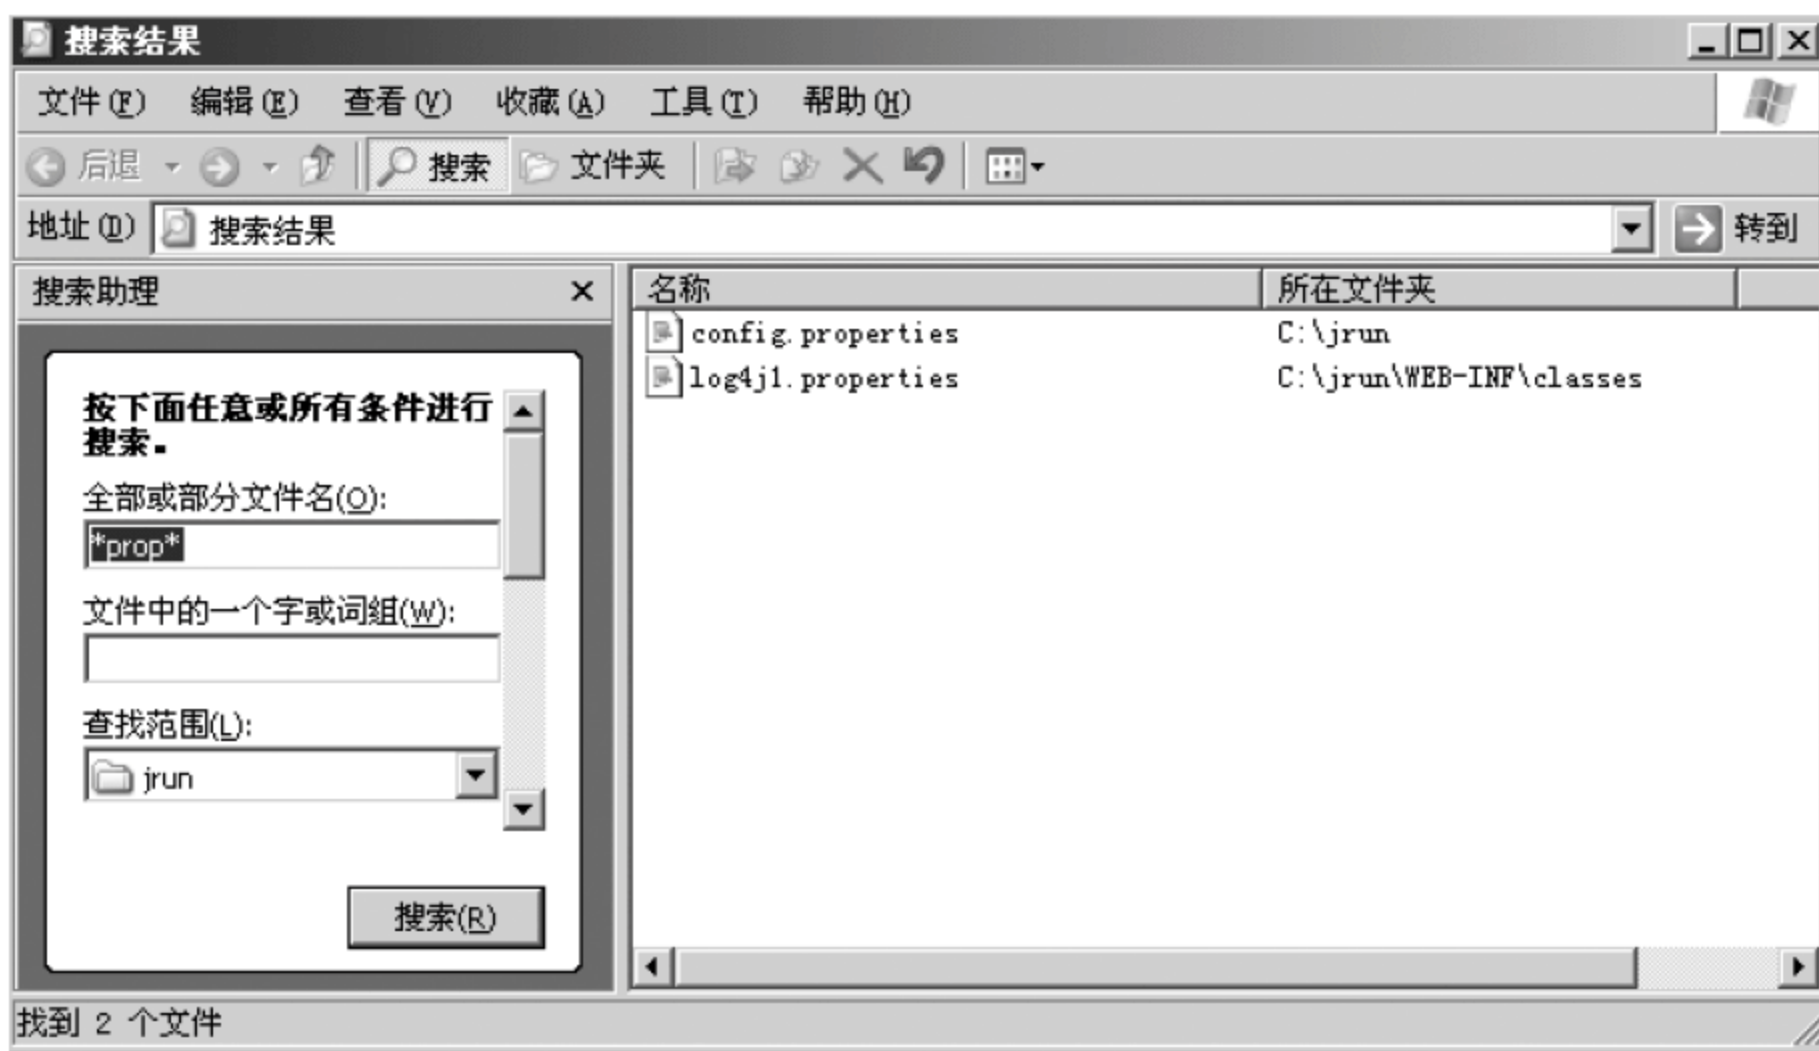 搜索结果
文件(F) 编辑(E) 查看(V) 收藏(A) 工具(T) 帮助(H)
后退 搜索 文件夹
地址(D) 搜索结果 转到
搜索助理
按下面任意或所有条件进行
搜索。
全部或部分文件名(O):
*prop*
文件中的一个字或词组(W):
查找范围(L):
jrun
搜索(R)
名称 所在文件夹
config.properties C:\jrun
log4j1.properties C:\jrun\WEB-INF\classes
找到 2 个文件